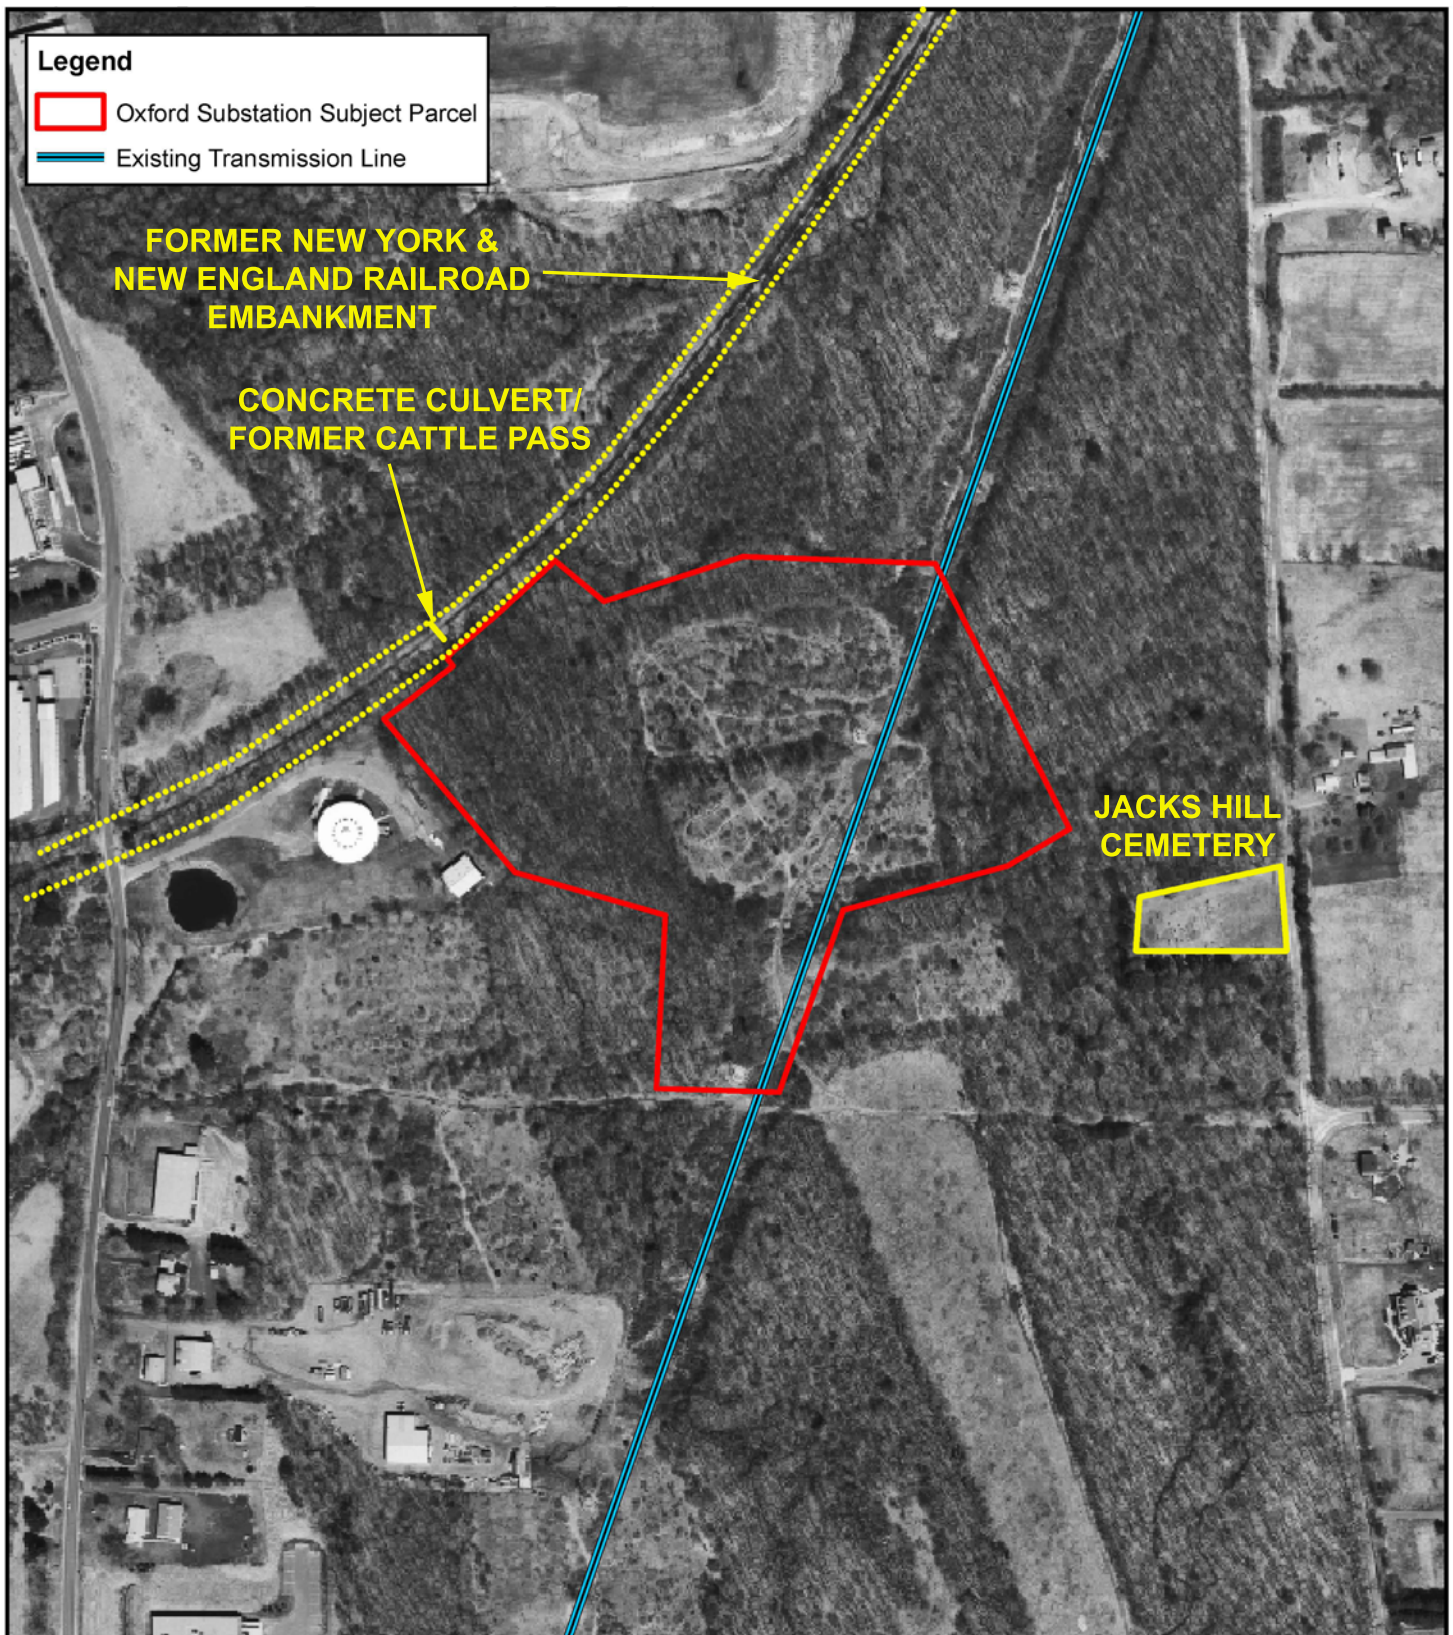 Legend
Oxford Substation Subject Parcel
Existing Transmission Line
FORMER NEW YORK &
NEW ENGLAND RAILROAD
EMBANKMENT
CONCRETE CULVERT/
FORMER CATTLE PASS
JACKS HILL
CEMETERY